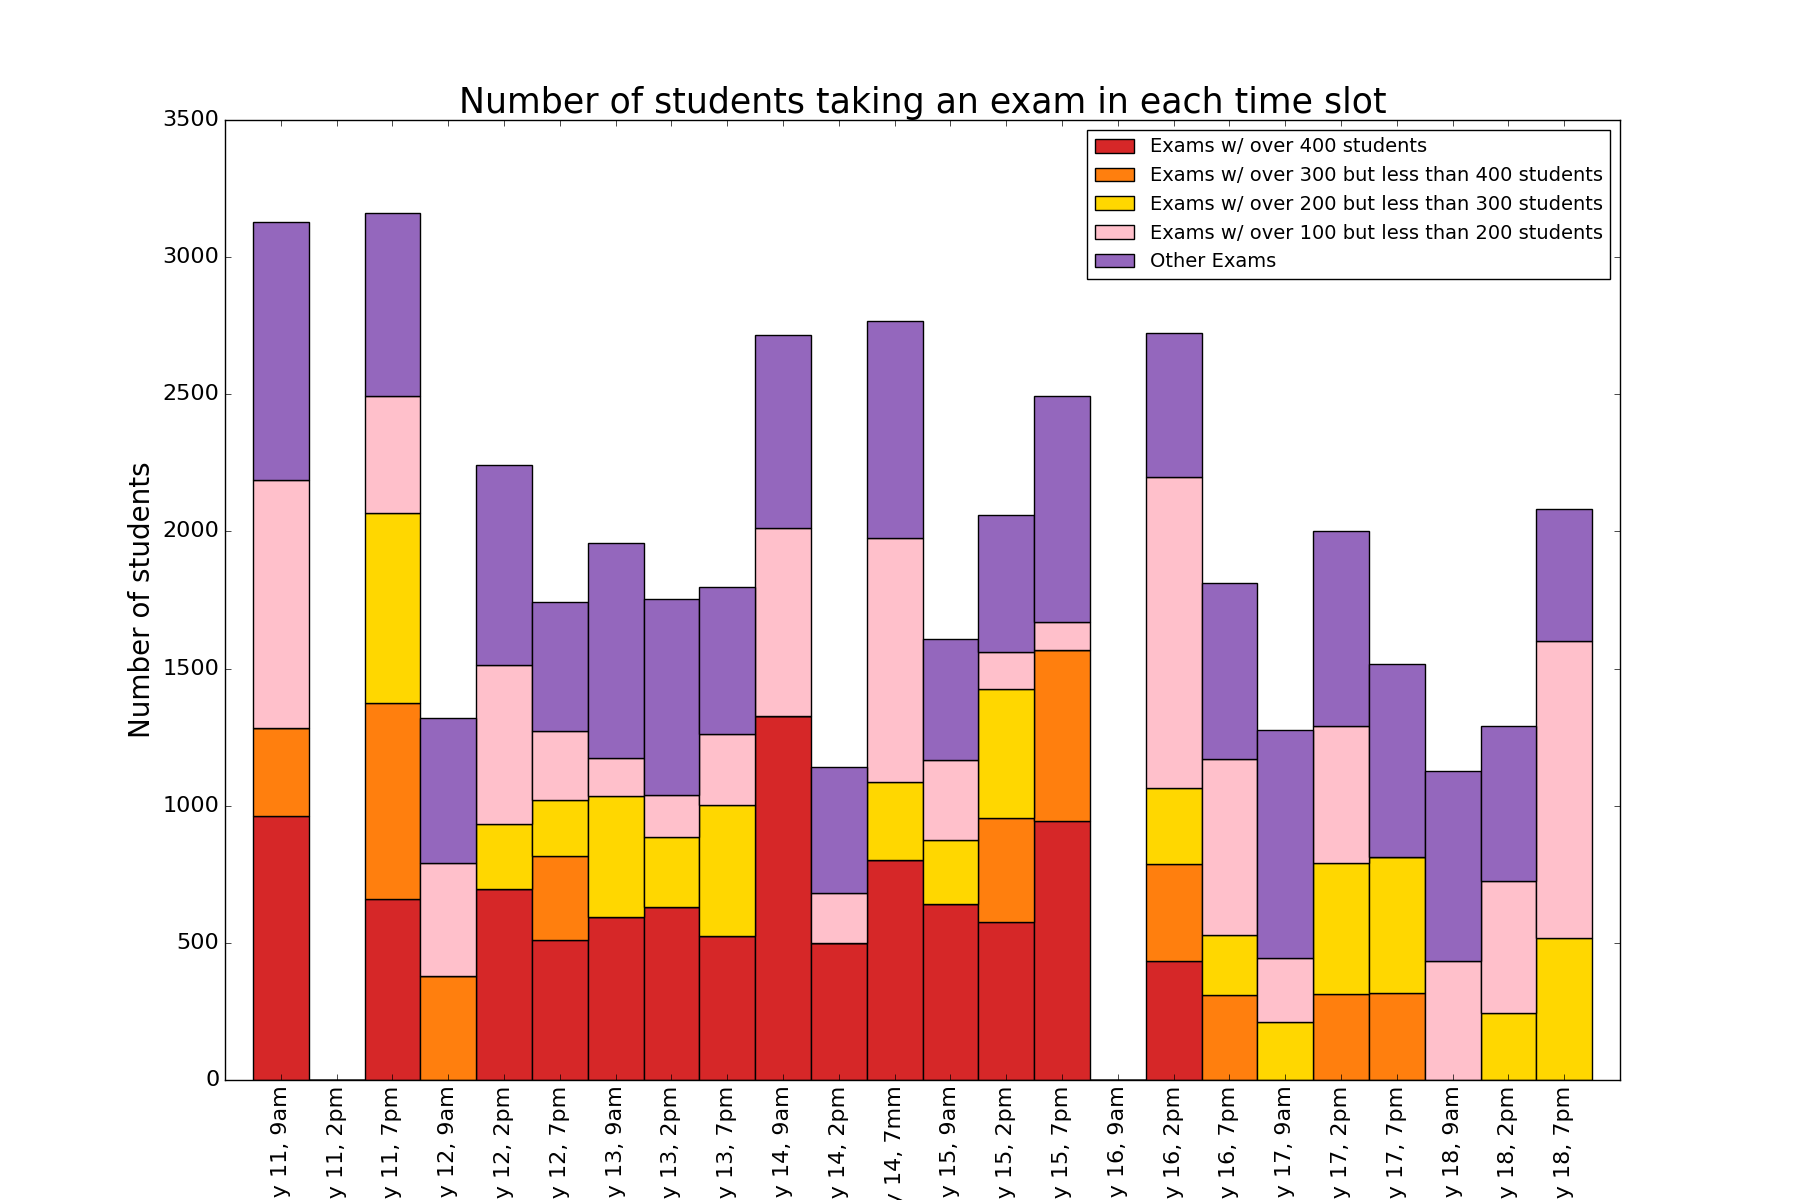 Number of students taking an exam in each time slot
3500
3000
2500
2000
1500
1000
500
0
Number of students
Exams w/ over 400 students
Exams w/ over 300 but less than 400 students
Exams w/ over 200 but less than 300 students
Exams w/ over 100 but less than 200 students
Other Exams
y 11, 9am
y 11, 2pm
y 11, 7pm
y 12, 9am
y 12, 2pm
y 12, 7pm
y 13, 9am
y 13, 2pm
y 13, 7pm
y 14, 9am
y 14, 2pm
y 14, 7mm
y 15, 9am
y 15, 2pm
y 15, 7pm
y 16, 9am
y 16, 2pm
y 16, 7pm
y 17, 9am
y 17, 2pm
y 17, 7pm
y 18, 9am
y 18, 2pm
y 18, 7pm